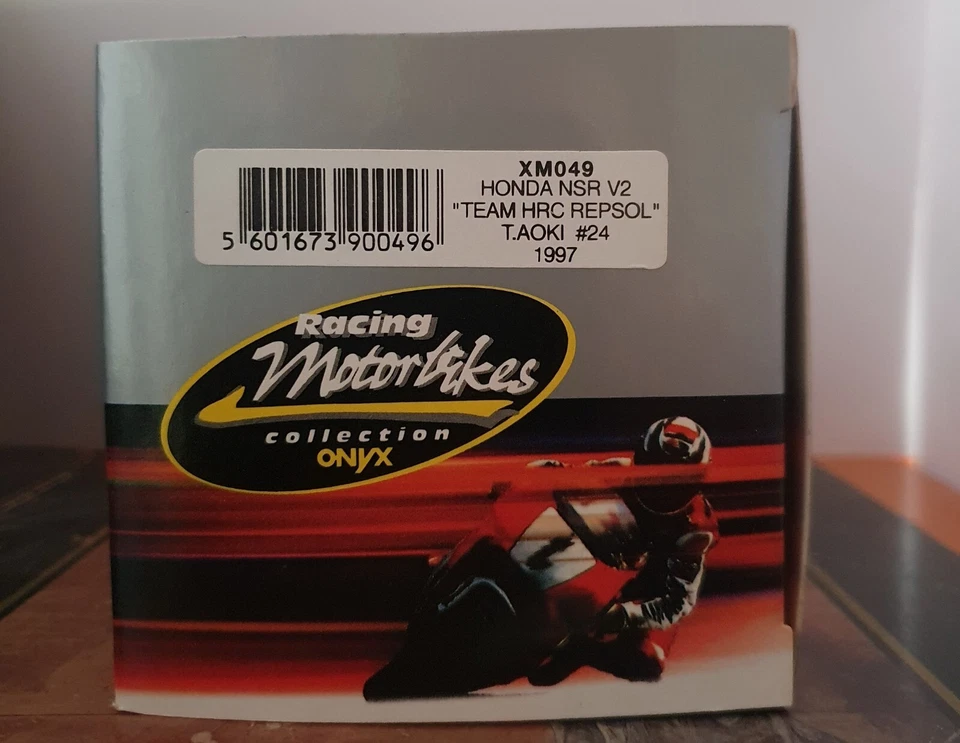 XM049
HONDA NSR V2
"TEAM HRC REPSOL"
T.AOKI #24
1997
5 601673 900496
Racing
Motorbikes
collection
ONYX